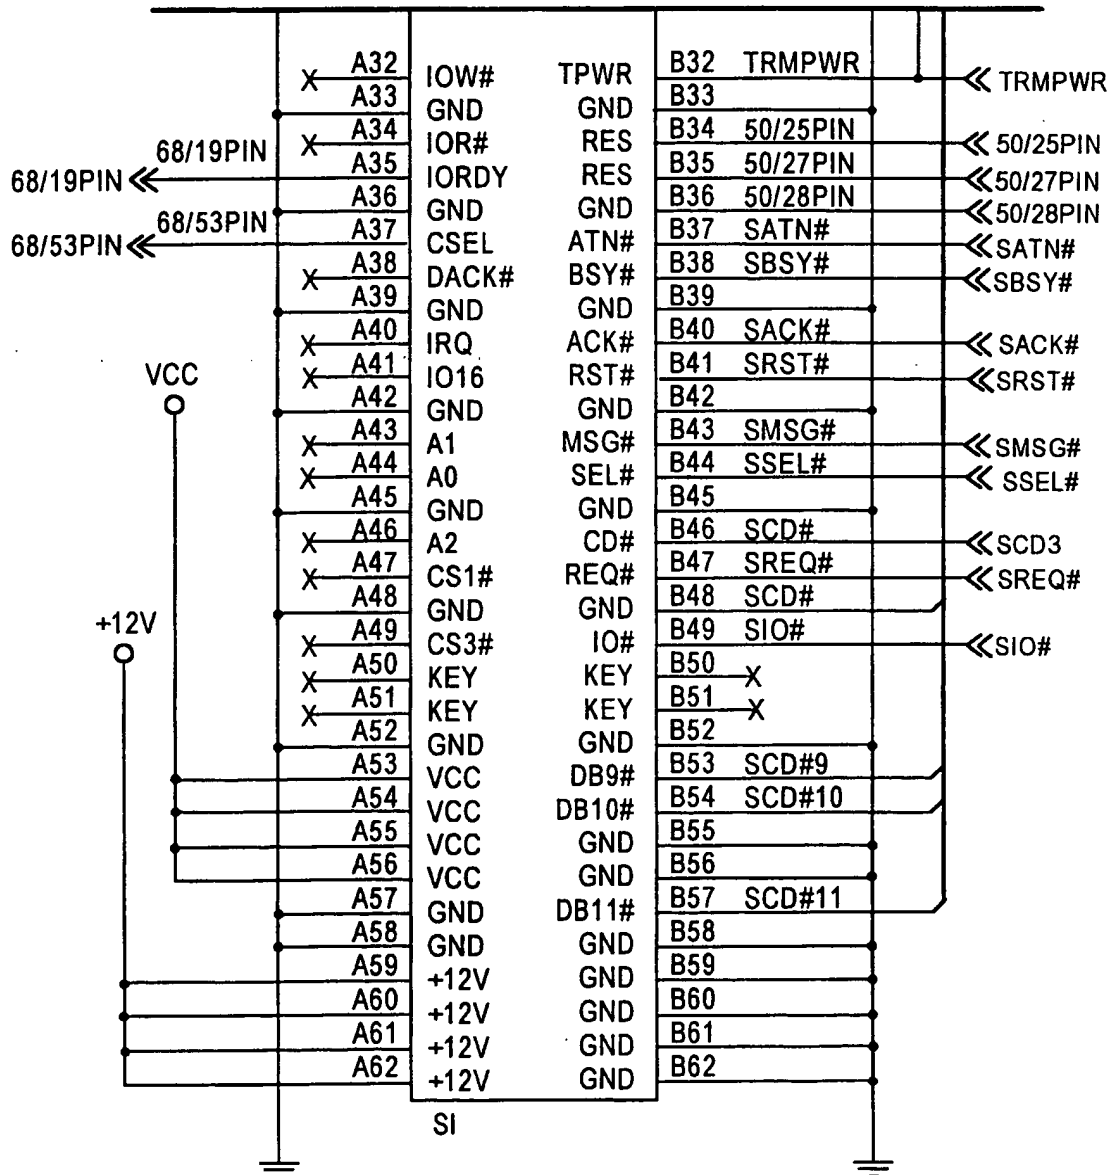 A32 IOW# TPWR B32 TRMPWR TRMPWR
A33 GND GND B33
A34 IOR# RES B34 50/25PIN 50/25PIN
68/19PIN 68/19PIN A35 IORDY RES B35 50/27PIN 50/27PIN
A36 GND GND B36 50/28PIN 50/28PIN
68/53PIN 68/53PIN A37 CSEL ATN# B37 SATN# SATN#
A38 DACK# BSY# B38 SBSY# SBSY#
A39 GND GND B39
A40 IRQ ACK# B40 SACK# SACK#
VCC A41 IO16 RST# B41 SRST# SRST#
A42 GND GND B42
A43 A1 MSG# B43 SMSG# SMSG#
A44 A0 SEL# B44 SSEL# SSEL#
A45 GND GND B45
A46 A2 CD# B46 SCD# SCD3
A47 CS1# REQ# B47 SREQ# SREQ#
A48 GND GND B48 SCD#
+12V A49 CS3# IO# B49 SIO# SIO#
A50 KEY KEY B50
A51 KEY KEY B51
A52 GND GND B52
A53 VCC DB9# B53 SCD#9
A54 VCC DB10# B54 SCD#10
A55 VCC GND B55
A56 VCC GND B56
A57 GND DB11# B57 SCD#11
A58 GND GND B58
A59 +12V GND B59
A60 +12V GND B60
A61 +12V GND B61
A62 +12V GND B62
SI